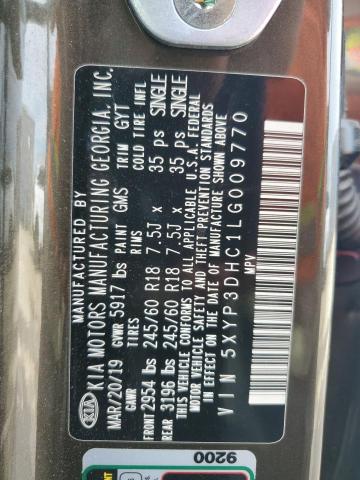 MANUFACTURED BY
KIA KIA MOTORS MANUFACTURING GEORGIA, INC.
MAR/20/19 GVWR 5917 lbs PAINT GMS TRIM GYT
GAWR TIRES RIMS COLD TIRE INFL
FRONT 2954 lbs 245/60 R18 7.5J x 35 ps SINGLE
REAR 3196 lbs 245/60 R18 7.5J x 35 ps SINGLE
THIS VEHICLE CONFORMS TO ALL APPLICABLE U.S.A. FEDERAL
MOTOR VEHICLE SAFETY AND THEFT PREVENTION STANDARDS
IN EFFECT ON THE DATE OF MANUFACTURE SHOWN ABOVE
VIN 5XYP3DHC1LG009770
MPV
9200